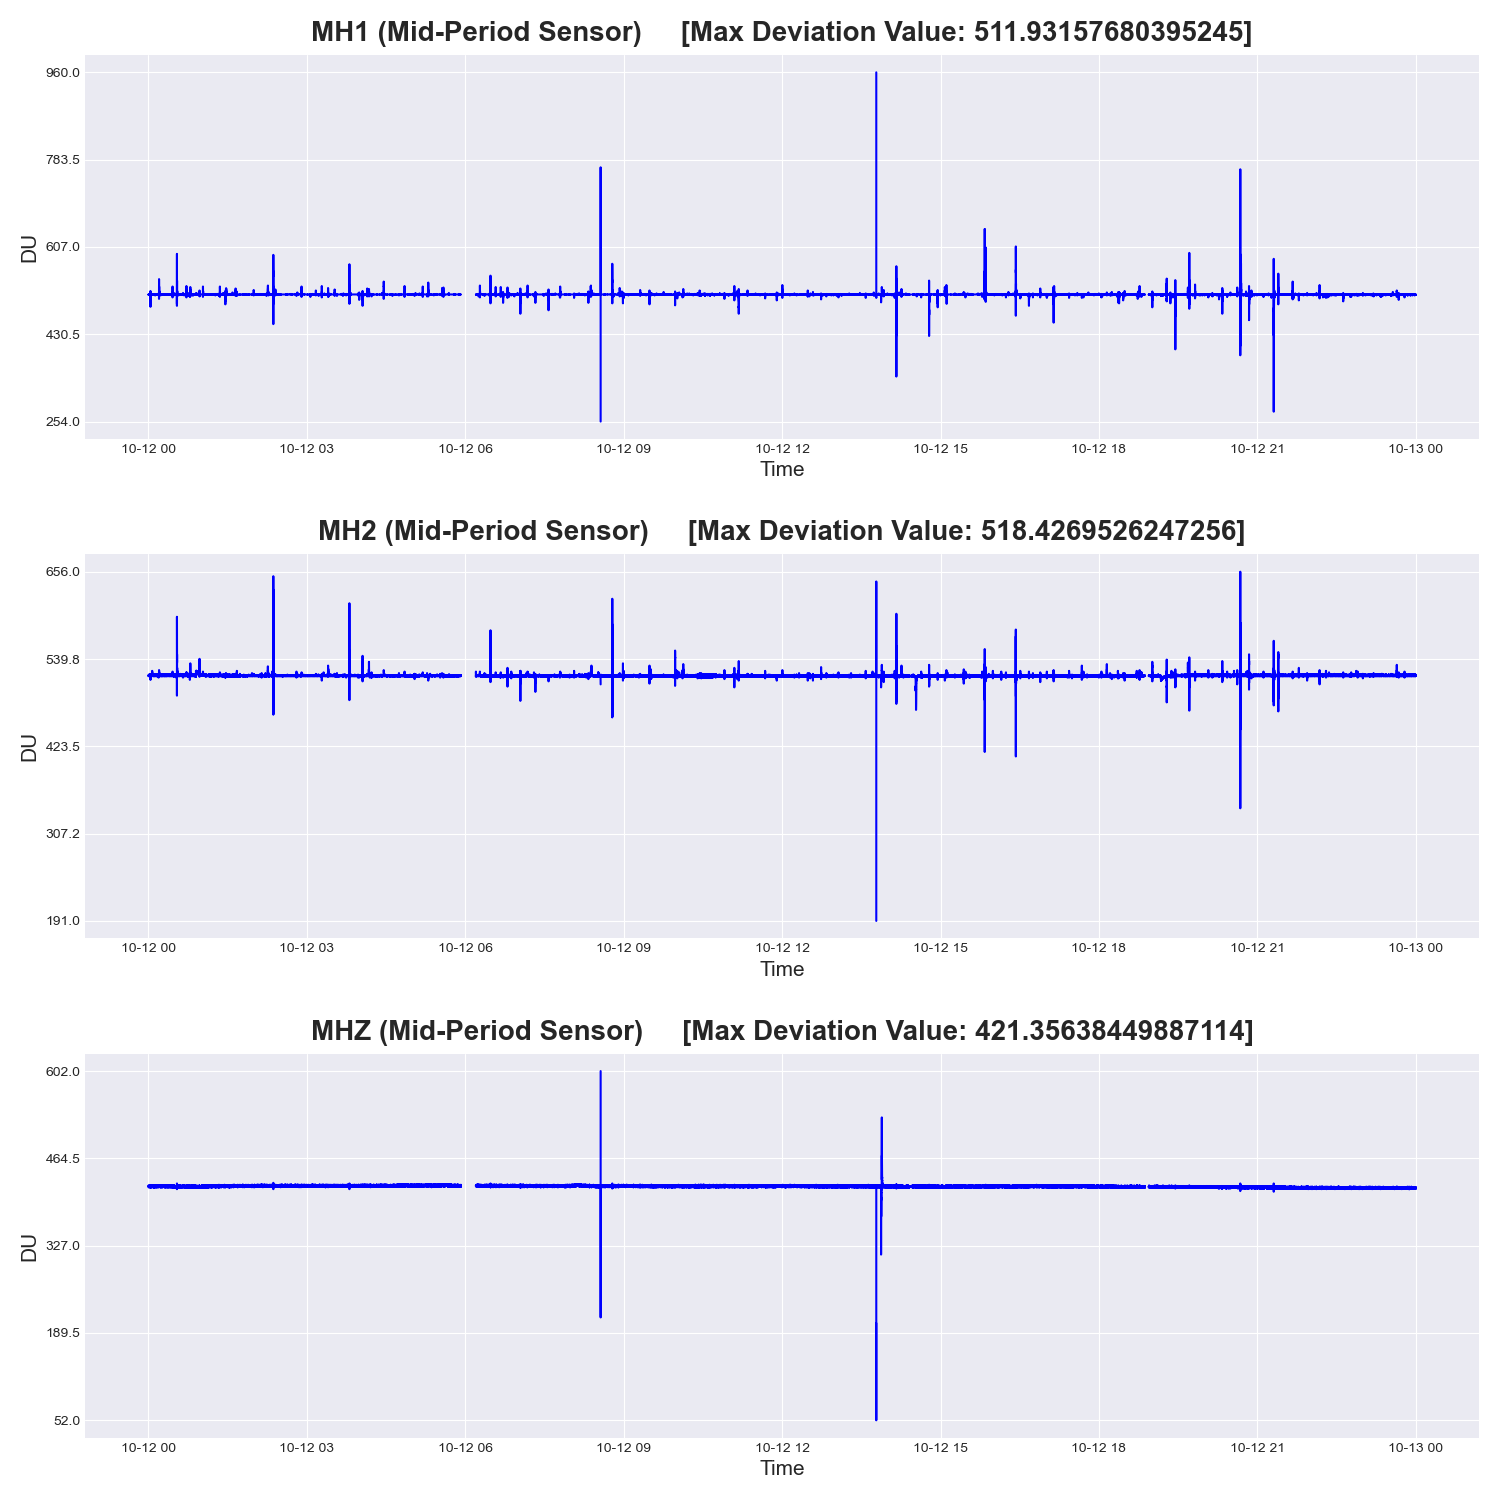 MH1 (Mid-Period Sensor) [Max Deviation Value: 511.93157680395245]
960.0
783.5
607.0
430.5
254.0
DU
10-12 00 10-12 03 10-12 06 10-12 09 10-12 12 10-12 15 10-12 18 10-12 21 10-13 00
Time
MH2 (Mid-Period Sensor) [Max Deviation Value: 518.4269526247256]
656.0
539.8
423.5
307.2
191.0
DU
10-12 00 10-12 03 10-12 06 10-12 09 10-12 12 10-12 15 10-12 18 10-12 21 10-13 00
Time
MHZ (Mid-Period Sensor) [Max Deviation Value: 421.35638449887114]
602.0
464.5
327.0
189.5
52.0
DU
10-12 00 10-12 03 10-12 06 10-12 09 10-12 12 10-12 15 10-12 18 10-12 21 10-13 00
Time